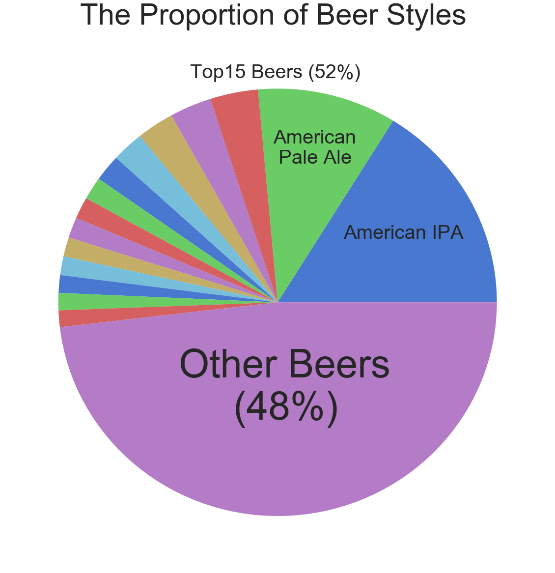 The Proportion of Beer Styles
Top15 Beers (52%)
American
Pale Ale
American IPA
Other Beers
(48%)